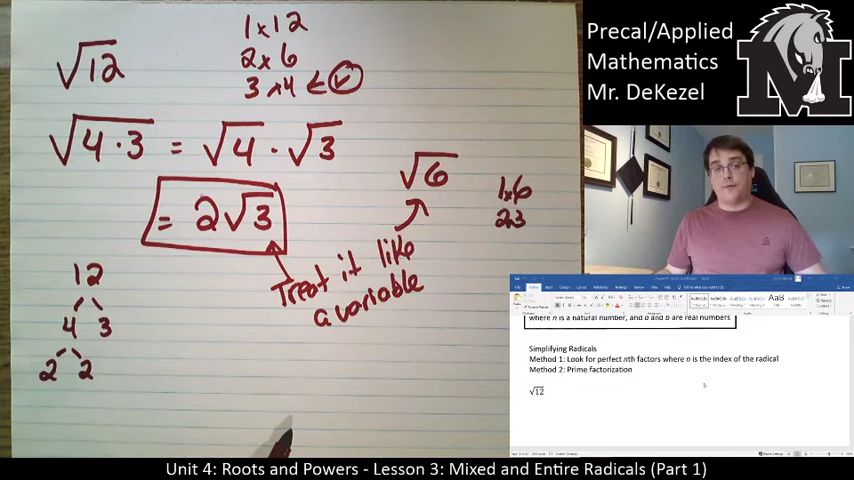 √12
1x12
2x6
3x4 ← ✓
√4·3 = √4 · √3
= 2√3
√6
1x6
2x3
Treat it like
a variable
12
4 3
2 2
Precal/Applied
Mathematics
Mr. DeKezel
M
where n is a natural number, and a and b are real numbers
Simplifying Radicals
Method 1: Look for perfect nth factors where n is the index of the radical
Method 2: Prime factorization
√12
Unit 4: Roots and Powers - Lesson 3: Mixed and Entire Radicals (Part 1)